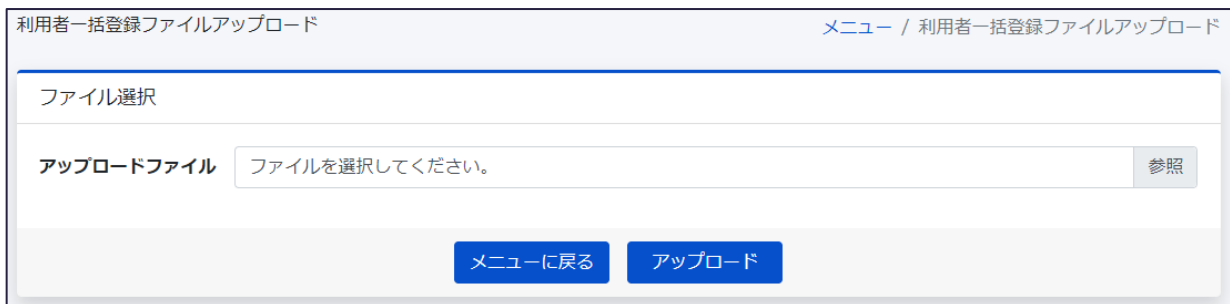 利用者一括登録ファイルアップロード メニュー / 利用者一括登録ファイルアップロード
ファイル選択
アップロードファイル ファイルを選択してください。 参照
メニューに戻る アップロード